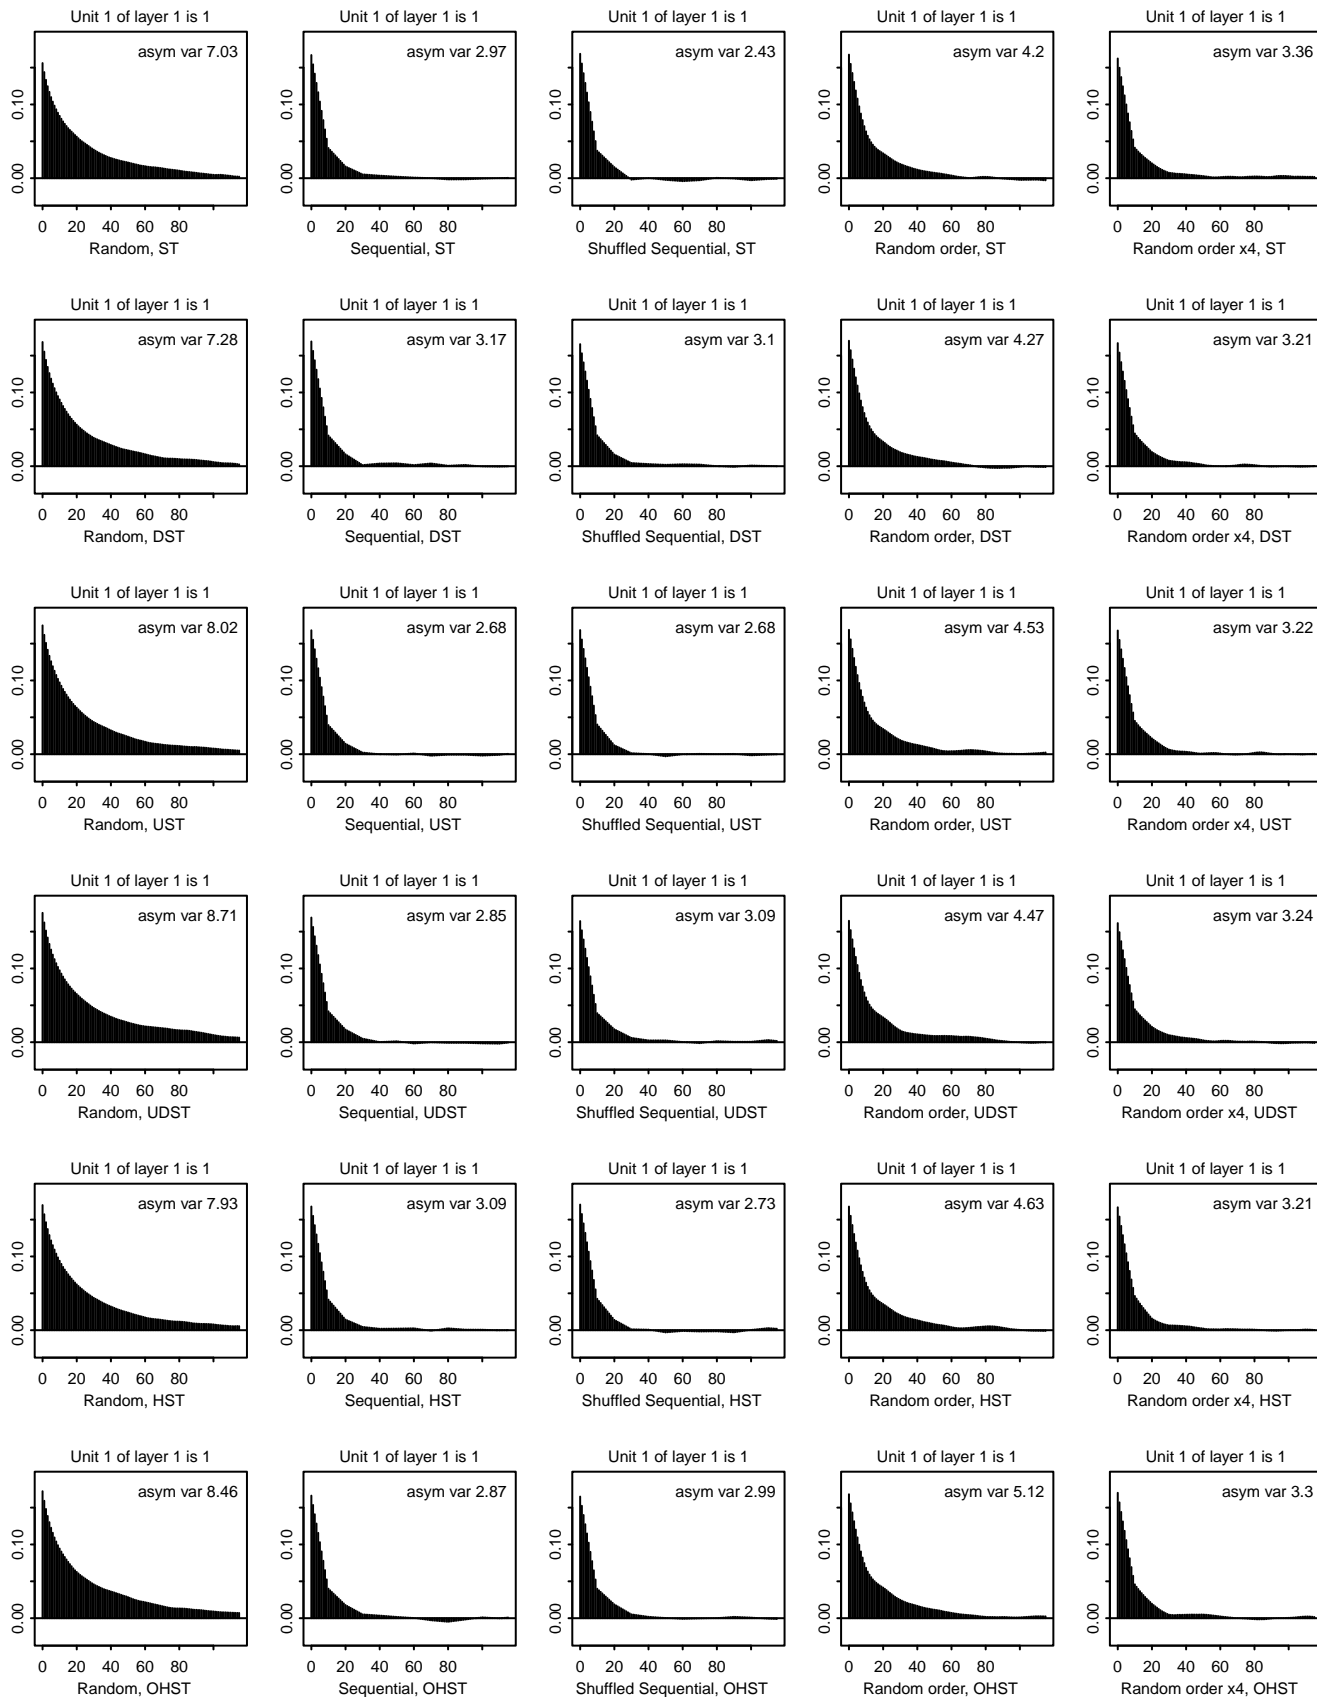 Unit 1 of layer 1 is 1 Unit 1 of layer 1 is 1 Unit 1 of layer 1 is 1 Unit 1 of layer 1 is 1 Unit 1 of layer 1 is 1
asym var 7.03 asym var 2.97 asym var 2.43 asym var 4.2 asym var 3.36
0.10 0.10 0.10 0.10 0.10
0.00 0.00 0.00 0.00 0.00
0 20 40 60 80 0 20 40 60 80 0 20 40 60 80 0 20 40 60 80 0 20 40 60 80
Random, ST Sequential, ST Shuffled Sequential, ST Random order, ST Random order x4, ST
Unit 1 of layer 1 is 1 Unit 1 of layer 1 is 1 Unit 1 of layer 1 is 1 Unit 1 of layer 1 is 1 Unit 1 of layer 1 is 1
asym var 7.28 asym var 3.17 asym var 3.1 asym var 4.27 asym var 3.21
0.10 0.10 0.10 0.10 0.10
0.00 0.00 0.00 0.00 0.00
0 20 40 60 80 0 20 40 60 80 0 20 40 60 80 0 20 40 60 80 0 20 40 60 80
Random, DST Sequential, DST Shuffled Sequential, DST Random order, DST Random order x4, DST
Unit 1 of layer 1 is 1 Unit 1 of layer 1 is 1 Unit 1 of layer 1 is 1 Unit 1 of layer 1 is 1 Unit 1 of layer 1 is 1
asym var 8.02 asym var 2.68 asym var 2.68 asym var 4.53 asym var 3.22
0.10 0.10 0.10 0.10 0.10
0.00 0.00 0.00 0.00 0.00
0 20 40 60 80 0 20 40 60 80 0 20 40 60 80 0 20 40 60 80 0 20 40 60 80
Random, UST Sequential, UST Shuffled Sequential, UST Random order, UST Random order x4, UST
Unit 1 of layer 1 is 1 Unit 1 of layer 1 is 1 Unit 1 of layer 1 is 1 Unit 1 of layer 1 is 1 Unit 1 of layer 1 is 1
asym var 8.71 asym var 2.85 asym var 3.09 asym var 4.47 asym var 3.24
0.10 0.10 0.10 0.10 0.10
0.00 0.00 0.00 0.00 0.00
0 20 40 60 80 0 20 40 60 80 0 20 40 60 80 0 20 40 60 80 0 20 40 60 80
Random, UDST Sequential, UDST Shuffled Sequential, UDST Random order, UDST Random order x4, UDST
Unit 1 of layer 1 is 1 Unit 1 of layer 1 is 1 Unit 1 of layer 1 is 1 Unit 1 of layer 1 is 1 Unit 1 of layer 1 is 1
asym var 7.93 asym var 3.09 asym var 2.73 asym var 4.63 asym var 3.21
0.10 0.10 0.10 0.10 0.10
0.00 0.00 0.00 0.00 0.00
0 20 40 60 80 0 20 40 60 80 0 20 40 60 80 0 20 40 60 80 0 20 40 60 80
Random, HST Sequential, HST Shuffled Sequential, HST Random order, HST Random order x4, HST
Unit 1 of layer 1 is 1 Unit 1 of layer 1 is 1 Unit 1 of layer 1 is 1 Unit 1 of layer 1 is 1 Unit 1 of layer 1 is 1
asym var 8.46 asym var 2.87 asym var 2.99 asym var 5.12 asym var 3.3
0.10 0.10 0.10 0.10 0.10
0.00 0.00 0.00 0.00 0.00
0 20 40 60 80 0 20 40 60 80 0 20 40 60 80 0 20 40 60 80 0 20 40 60 80
Random, OHST Sequential, OHST Shuffled Sequential, OHST Random order, OHST Random order x4, OHST